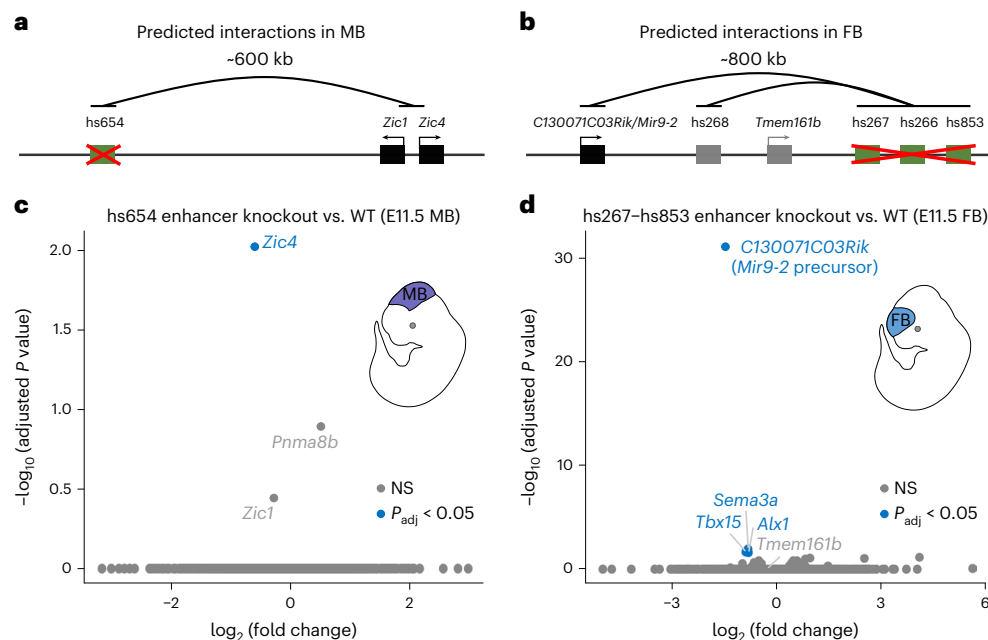 a
Predicted interactions in MB
~600 kb
hs654
Zic1
Zic4
b
Predicted interactions in FB
~800 kb
C130071C03Rik/Mir9-2
hs268
Tmem161b
hs267
hs266
hs853
c
hs654 enhancer knockout vs. WT (E11.5 MB)
2.0
1.5
1.0
0.5
0
−log10 (adjusted P value)
Zic4
MB
Pnma8b
Zic1
NS
Padj < 0.05
−2
0
2
log2 (fold change)
d
hs267–hs853 enhancer knockout vs. WT (E11.5 FB)
30
20
10
0
−log10 (adjusted P value)
C130071C03Rik
(Mir9-2 precursor)
FB
NS
Padj < 0.05
Sema3a
Tbx15
Alx1
Tmem161b
−3
0
3
6
log2 (fold change)